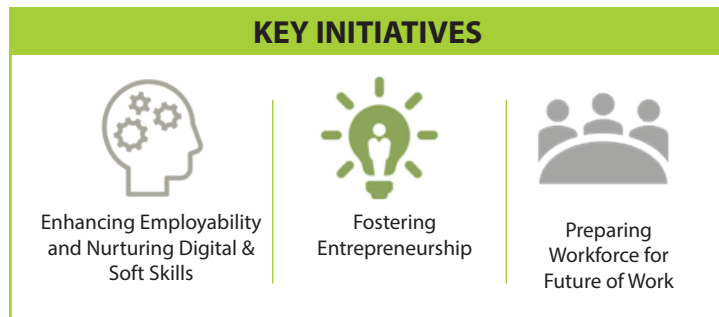 KEY INITIATIVES
Enhancing Employability
and Nurturing Digital &
Soft Skills
Fostering
Entrepreneurship
Preparing
Workforce for
Future of Work